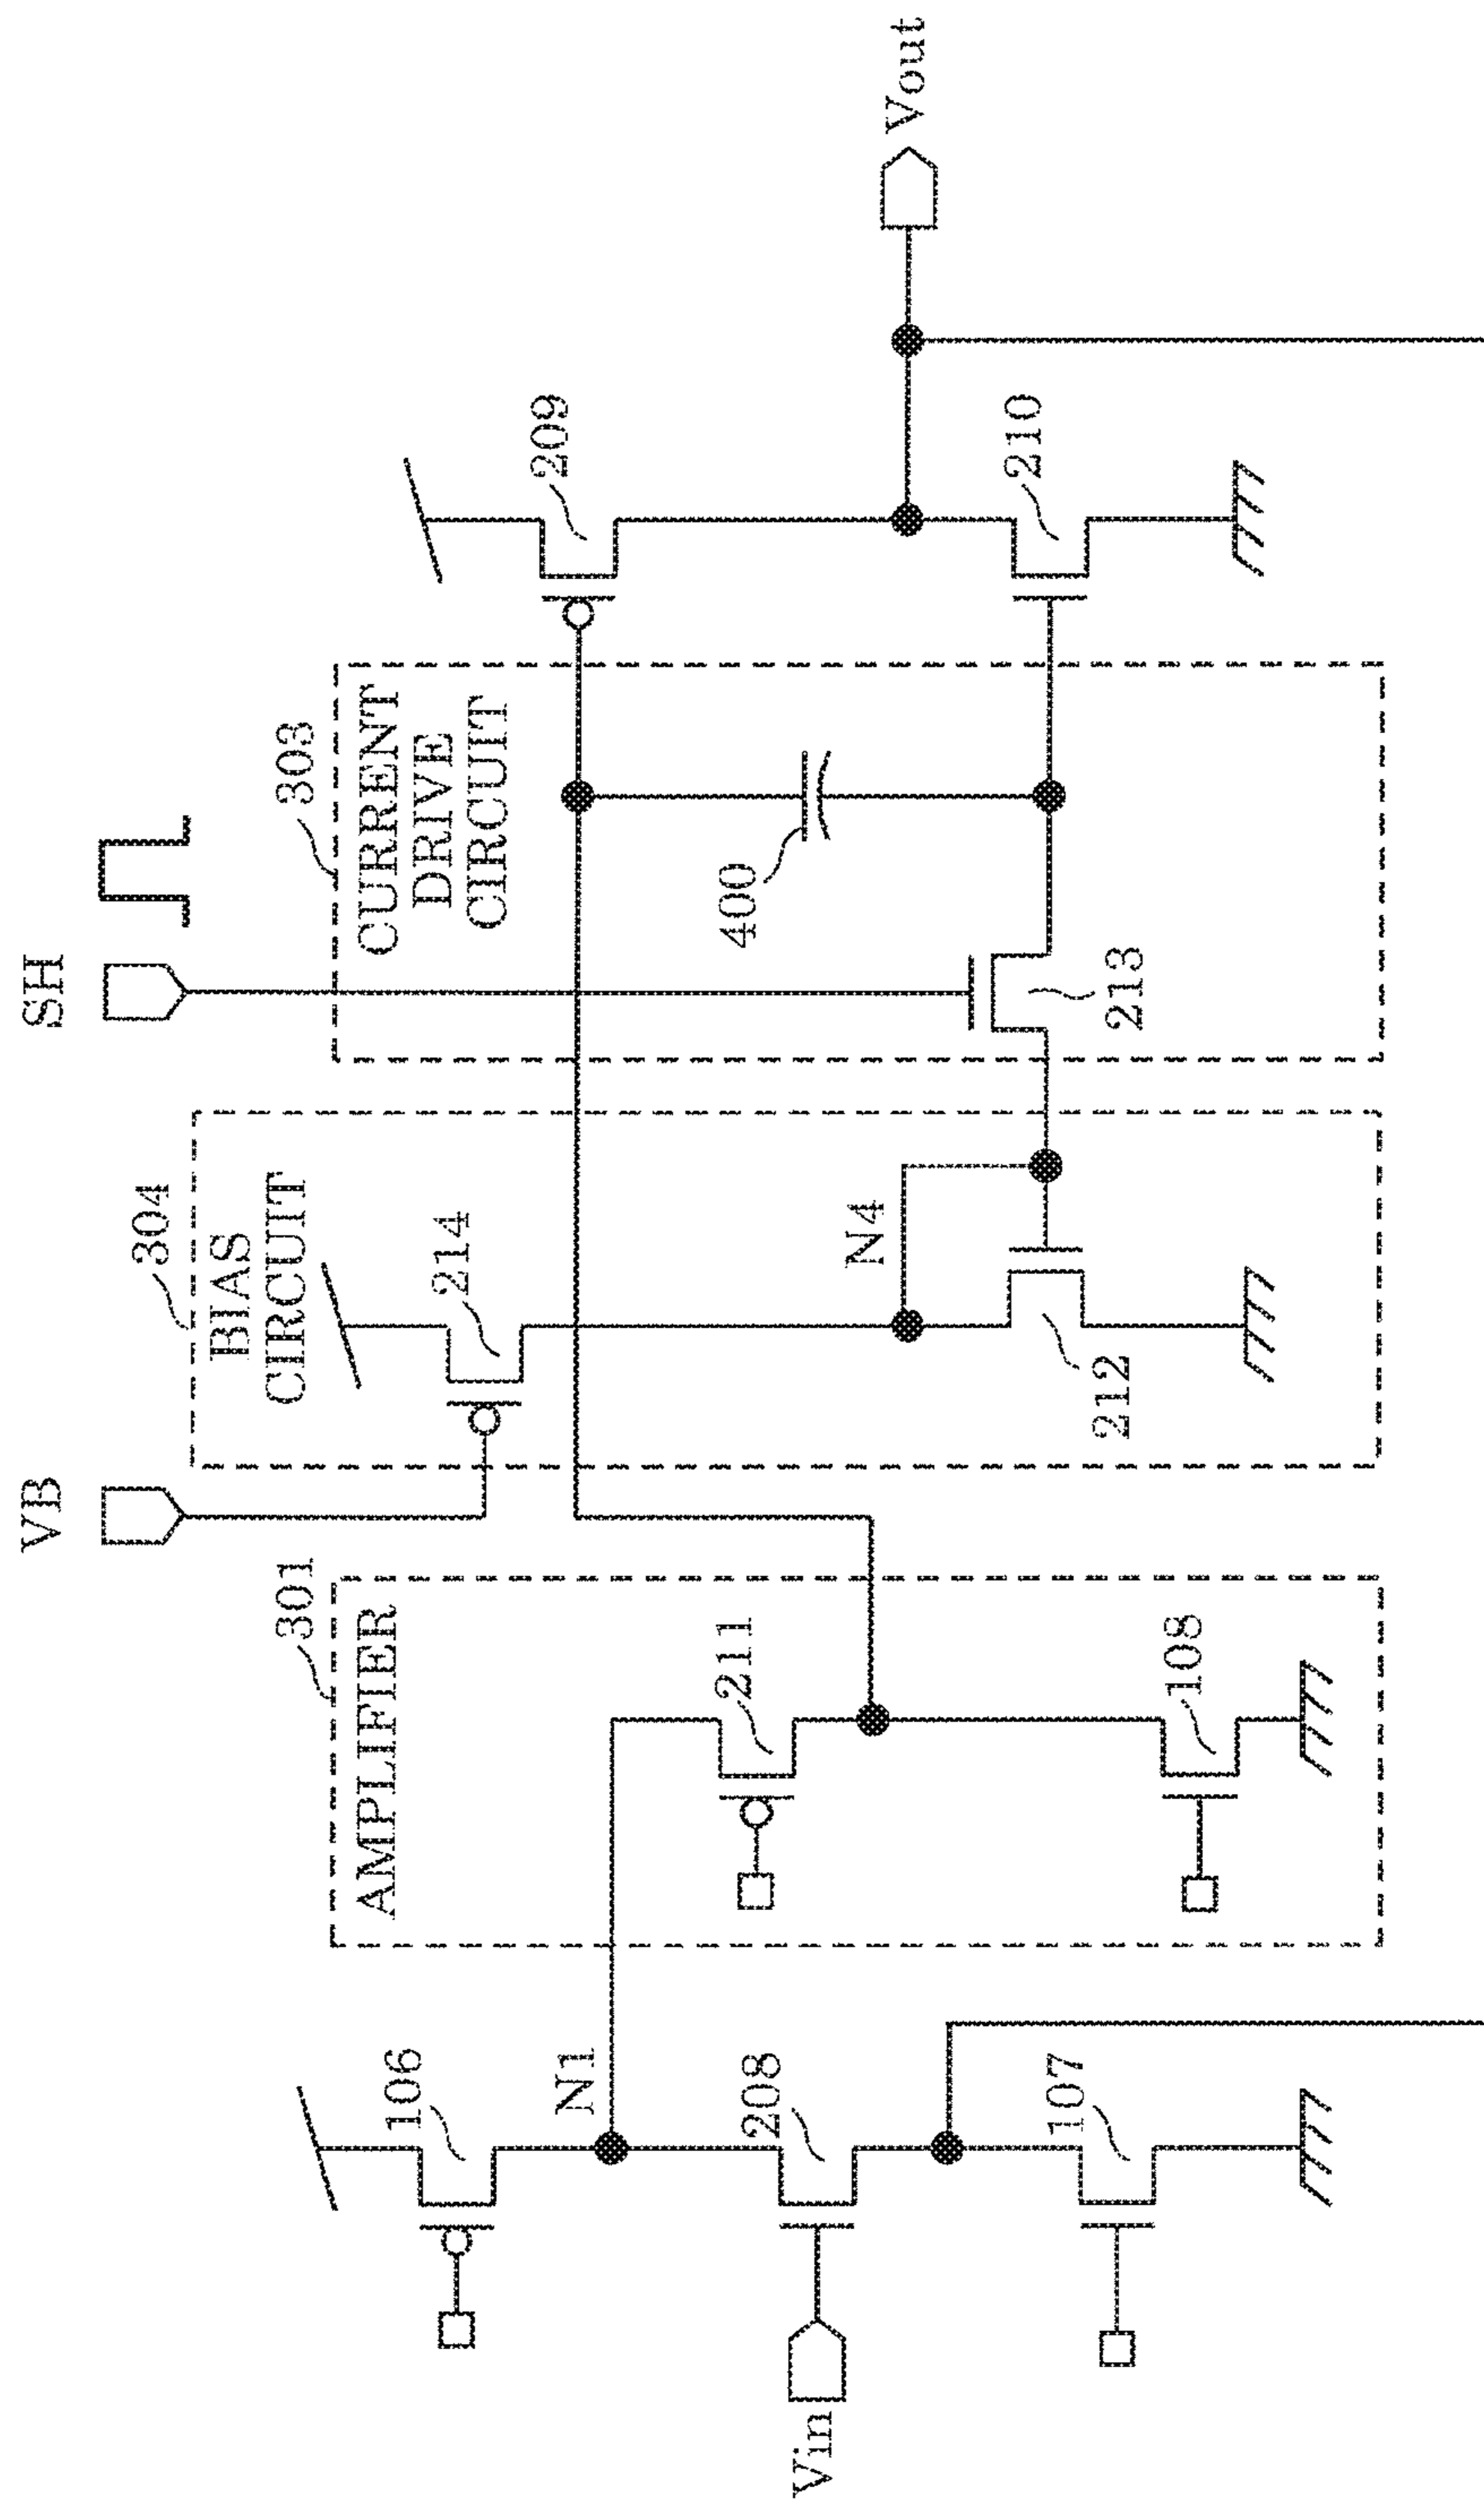 SH
VB
304
BIAS
CIRCUIT
303
CURRENT
DRIVE
CIRCUIT
301
AMPLIFIER
106
214
209
N1
211
400
Vout
208
N4
Vin
210
107
108
212
213